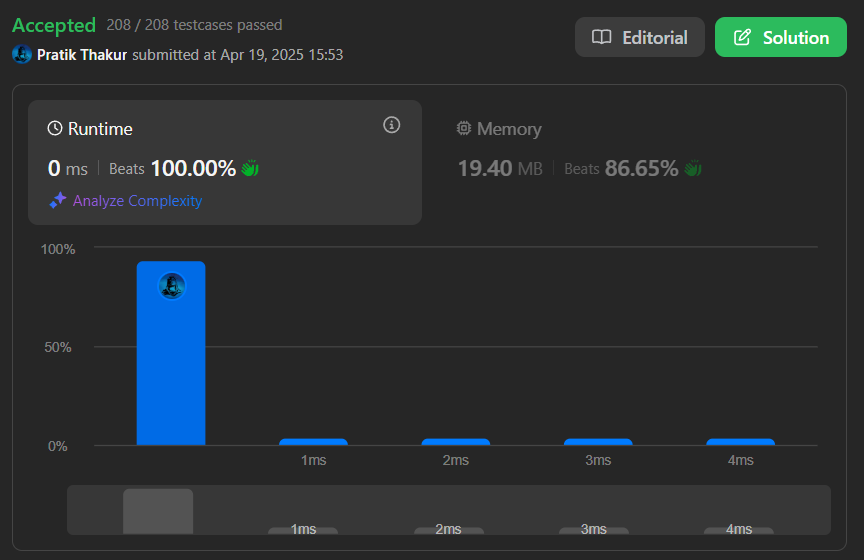 Accepted 208 / 208 testcases passed
Pratik Thakur submitted at Apr 19, 2025 15:53
Editorial
Solution
Runtime
0 ms | Beats 100.00%
Analyze Complexity
Memory
19.40 MB | Beats 86.65%
100%
50%
0%
1ms 2ms 3ms 4ms
1ms 2ms 3ms 4ms